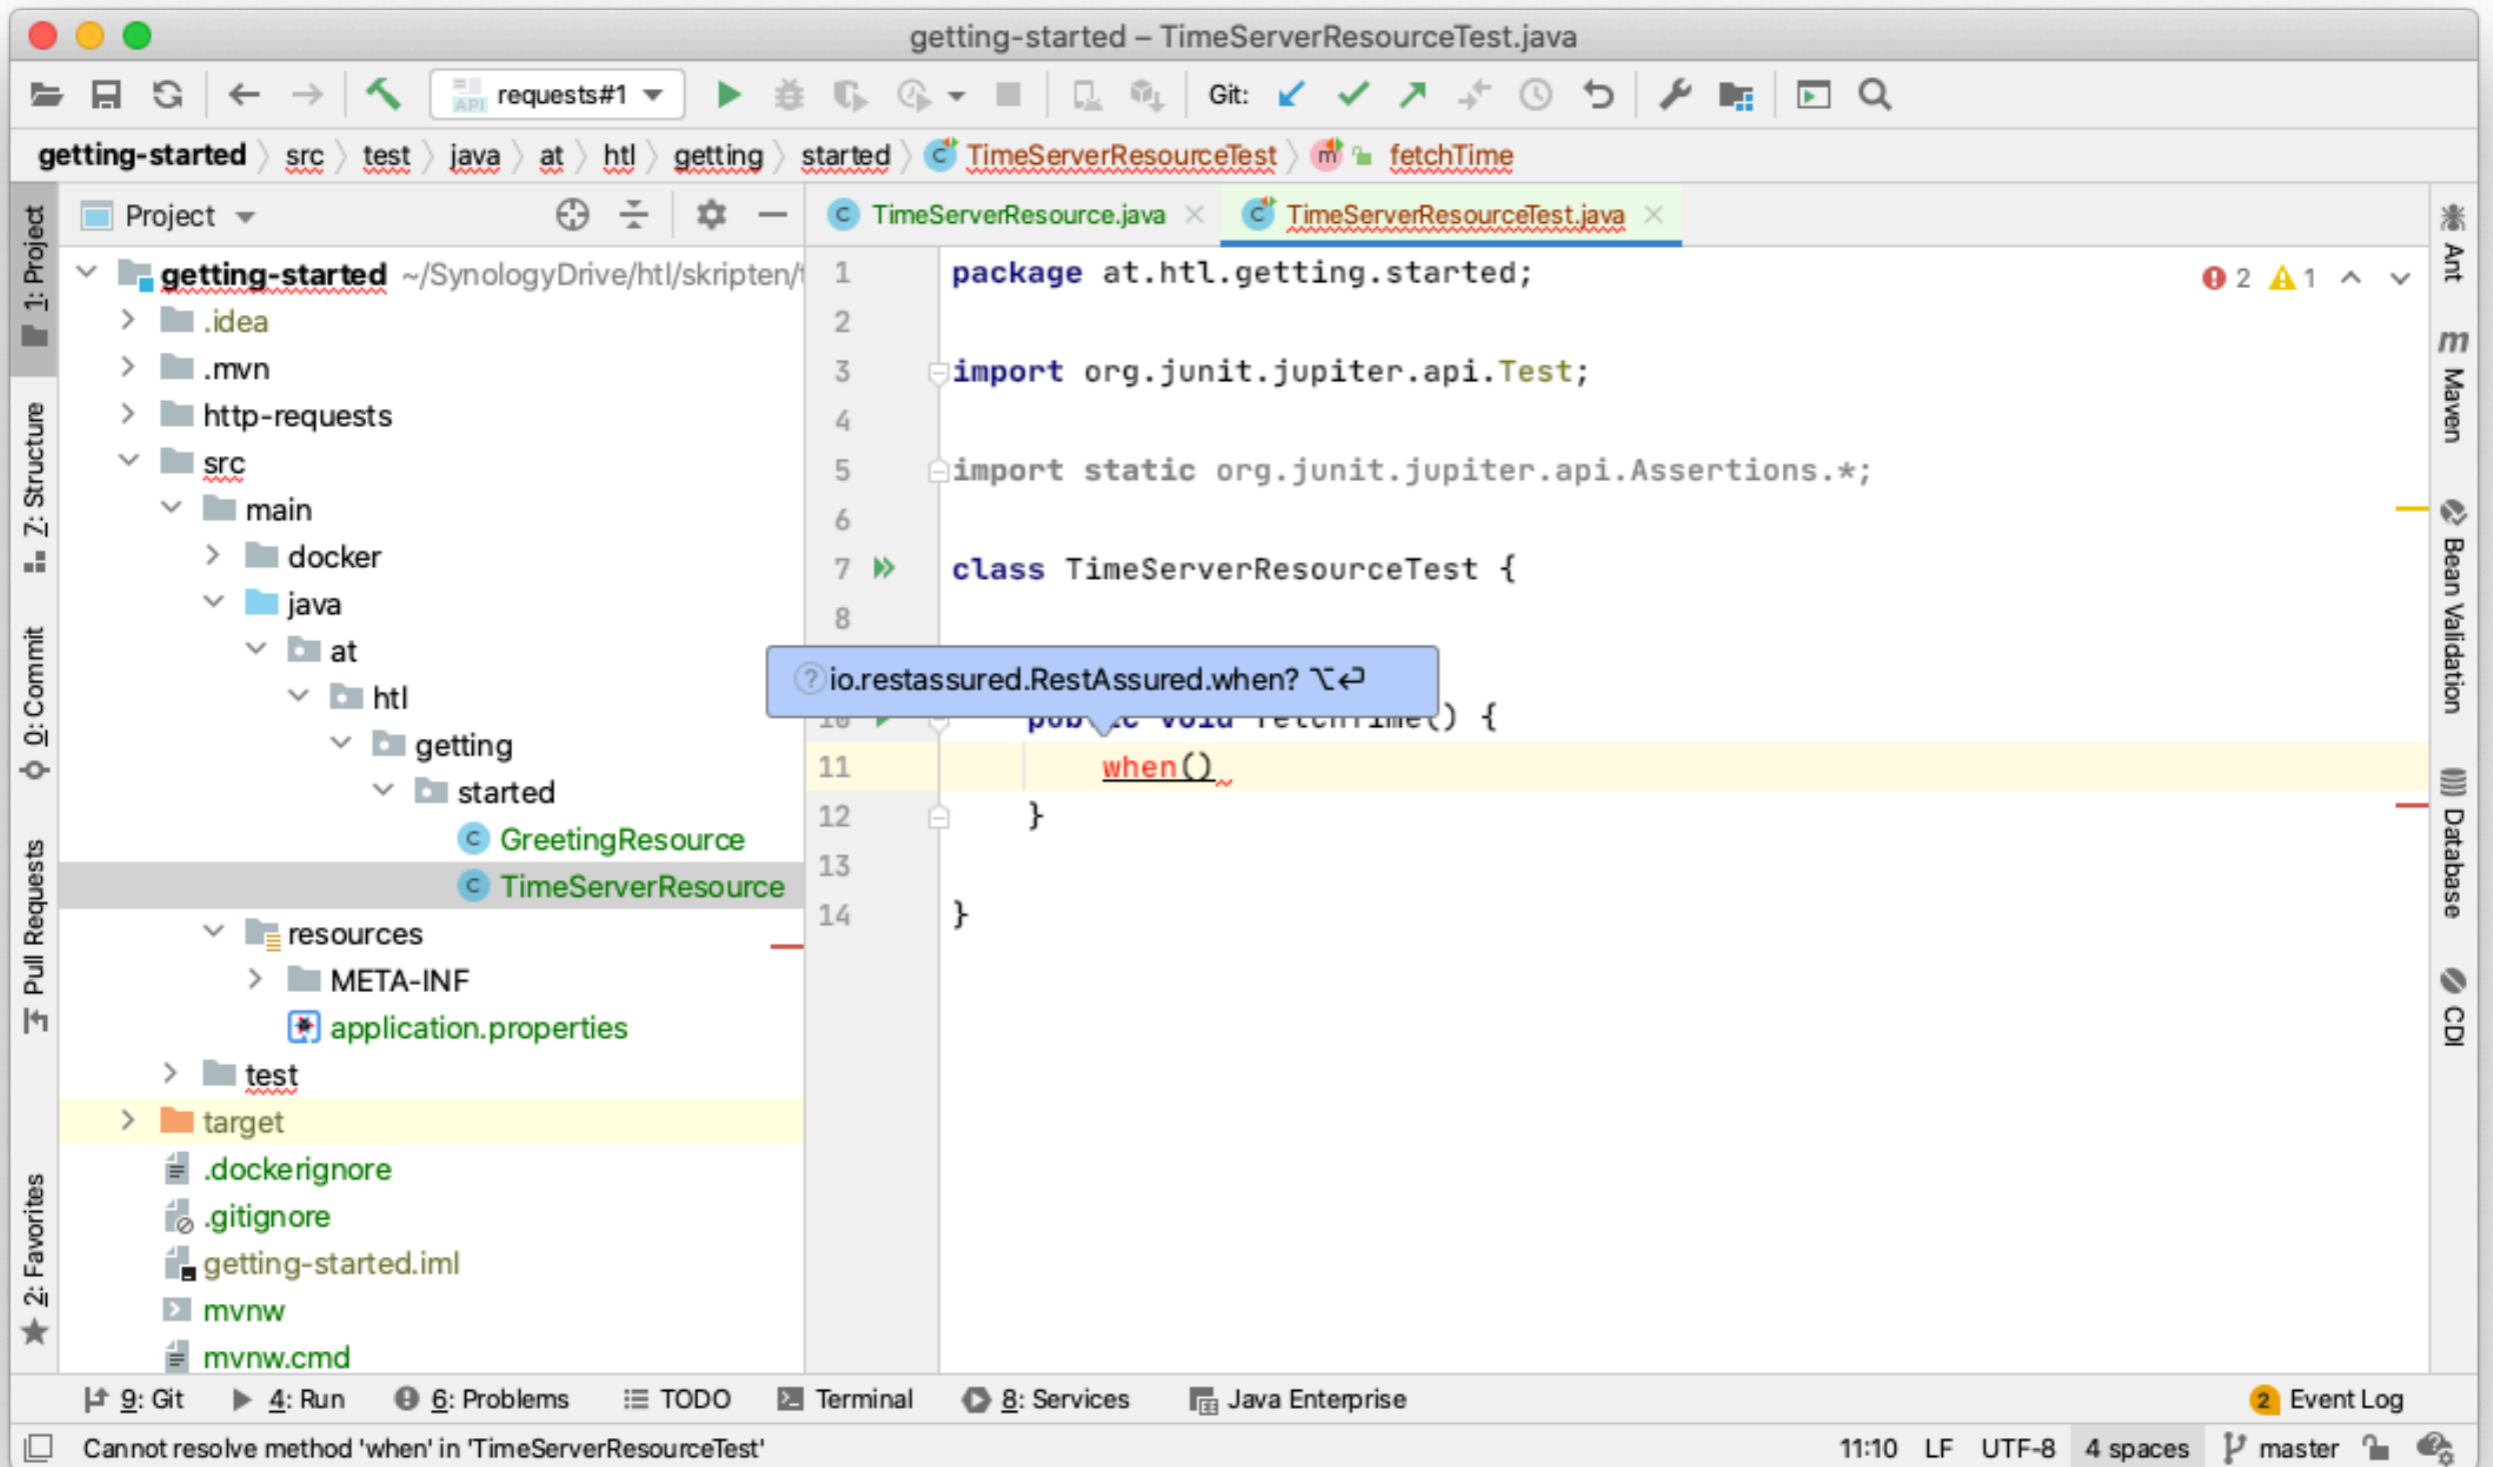 getting-started – TimeServerResourceTest.java
API requests#1 Git:
getting-started src test java at htl getting started TimeServerResourceTest fetchTime
1: Project
7: Structure
0: Commit
Pull Requests
2: Favorites
Project
getting-started ~/SynologyDrive/htl/skripten/
.idea
.mvn
http-requests
src
main
docker
java
at
htl
getting
started
GreetingResource
TimeServerResource
resources
META-INF
application.properties
test
target
.dockerignore
.gitignore
getting-started.iml
mvnw
mvnw.cmd
TimeServerResource.java TimeServerResourceTest.java
2 1
1 package at.htl.getting.started;
2
3 import org.junit.jupiter.api.Test;
4
5 import static org.junit.jupiter.api.Assertions.*;
6
7 class TimeServerResourceTest {
8
io.restassured.RestAssured.when? ⌥⏎
10 public void fetchTime() {
11 when()
12 }
13
14 }
Ant
Maven
Bean Validation
Database
CDI
9: Git 4: Run 6: Problems TODO Terminal 8: Services Java Enterprise 2 Event Log
Cannot resolve method 'when' in 'TimeServerResourceTest' 11:10 LF UTF-8 4 spaces master